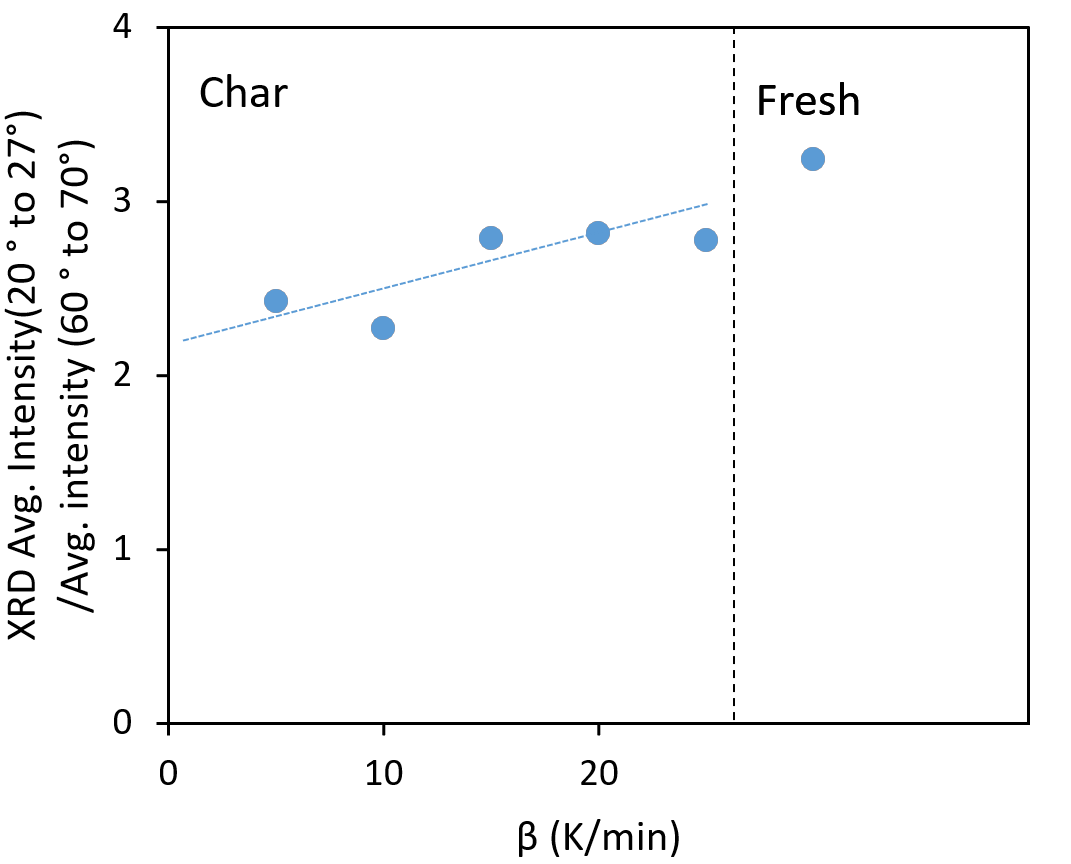 XRD Avg. Intensity(20 ° to 27°)
/Avg. intensity (60 ° to 70°)
4
3
2
1
0
Char
Fresh
0
10
20
β (K/min)